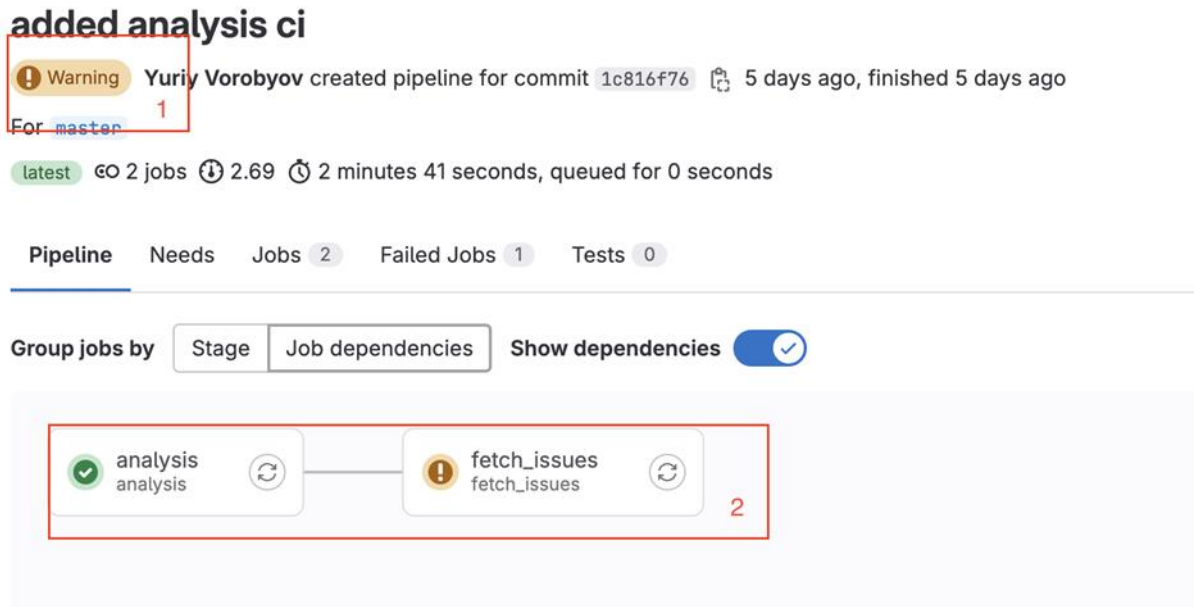 added analysis ci
Warning Yuriy Vorobyov created pipeline for commit 1c816f76 5 days ago, finished 5 days ago
1
For master
latest 2 jobs 2.69 2 minutes 41 seconds, queued for 0 seconds
Pipeline Needs Jobs 2 Failed Jobs 1 Tests 0
Group jobs by Stage Job dependencies Show dependencies
analysis fetch_issues
analysis fetch_issues
2